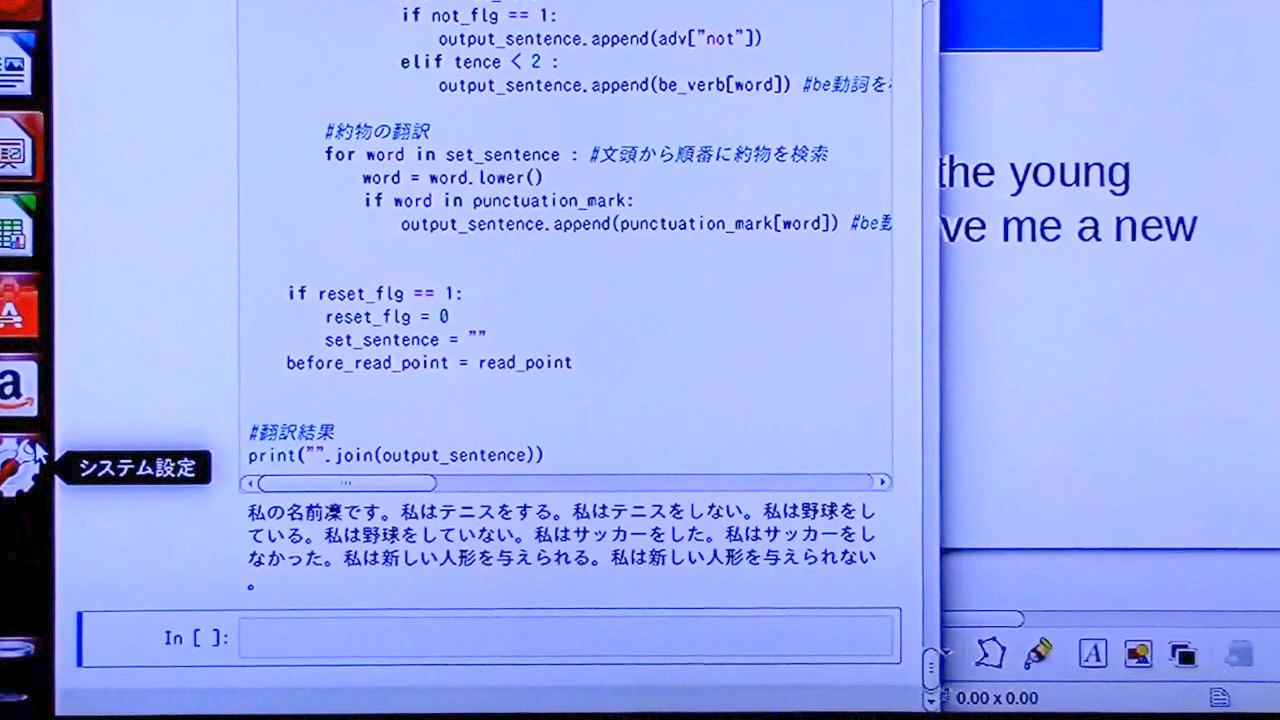 if not_flg == 1:
output_sentence.append(adv["not"])
elif tence < 2 :
output_sentence.append(be_verb[word]) #be動詞を
#約物の翻訳
for word in set_sentence : #文頭から順番に約物を検索
word = word.lower()
if word in punctuation_mark:
output_sentence.append(punctuation_mark[word]) #be動
if reset_flg == 1:
reset_flg = 0
set_sentence = ""
before_read_point = read_point
#翻訳結果
print("".join(output_sentence))
システム設定
私の名前凜です。私はテニスをする。私はテニスをしない。私は野球をし
ている。私は野球をしていない。私はサッカーをした。私はサッカーをし
なかった。私は新しい人形を与えられる。私は新しい人形を与えられない
。
In [ ]:
the young
ve me a new
A
0.00 x 0.00
a